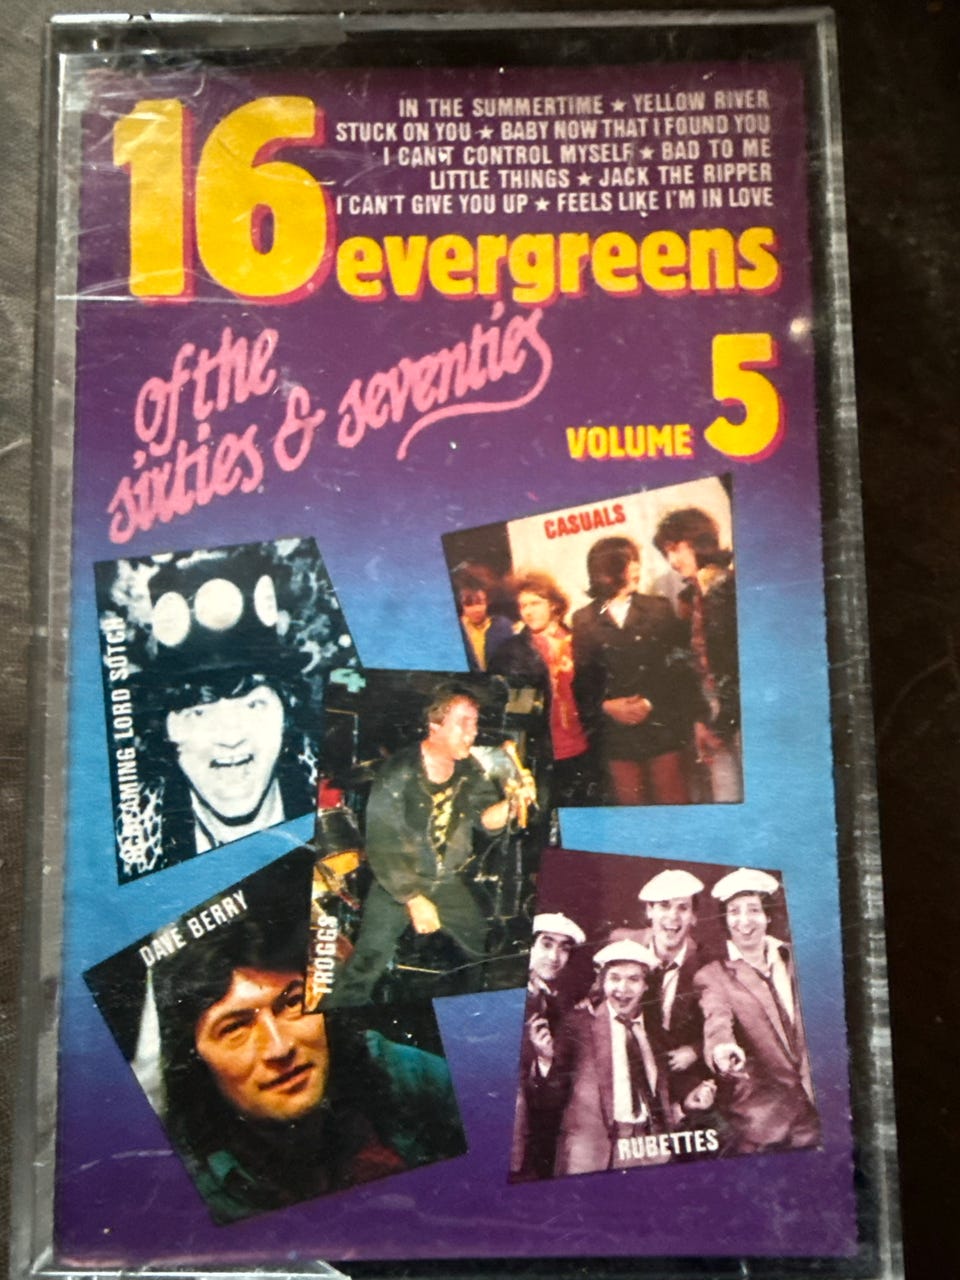 16
IN THE SUMMERTIME ★ YELLOW RIVER
STUCK ON YOU ★ BABY NOW THAT I FOUND YOU
I CAN'T CONTROL MYSELF ★ BAD TO ME
LITTLE THINGS ★ JACK THE RIPPER
I CAN'T GIVE YOU UP ★ FEELS LIKE I'M IN LOVE
evergreens
of the
sixties & seventies
VOLUME 5
CASUALS
SCREAMING LORD SUTCH
TROGGS
DAVE BERRY
RUBETTES